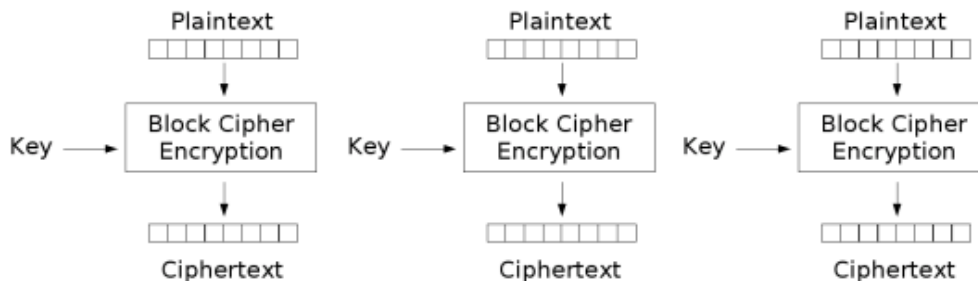 Plaintext Plaintext Plaintext
Key Block Cipher Encryption Key Block Cipher Encryption Key Block Cipher Encryption
Ciphertext Ciphertext Ciphertext